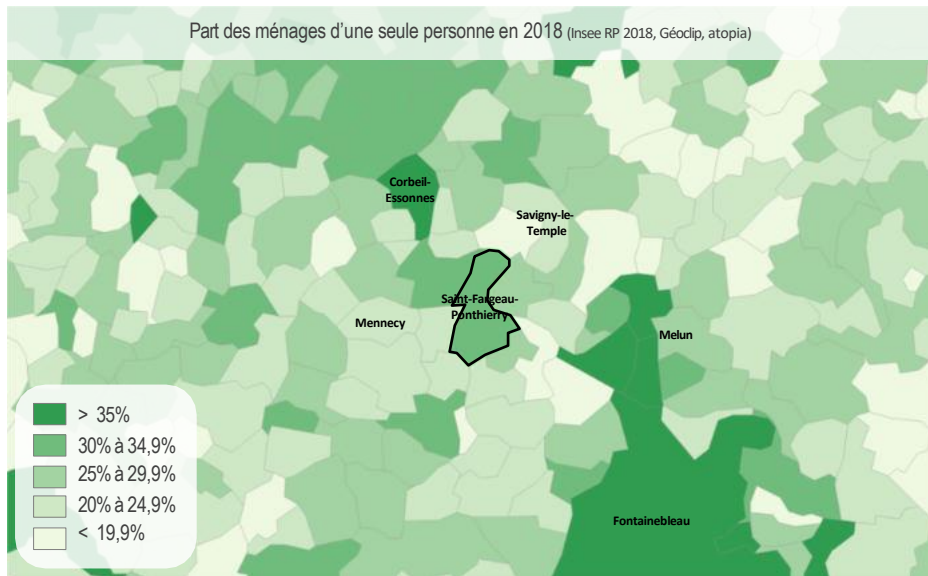 Part des ménages d'une seule personne en 2018 (Insee RP 2018, Géoclip, atopia)
Corbeil-
Essonnes
Savigny-le-
Temple
Saint-Fargeau-
Ponthierry
Mennecy
Melun
Fontainebleau
> 35%
30% à 34,9%
25% à 29,9%
20% à 24,9%
< 19,9%